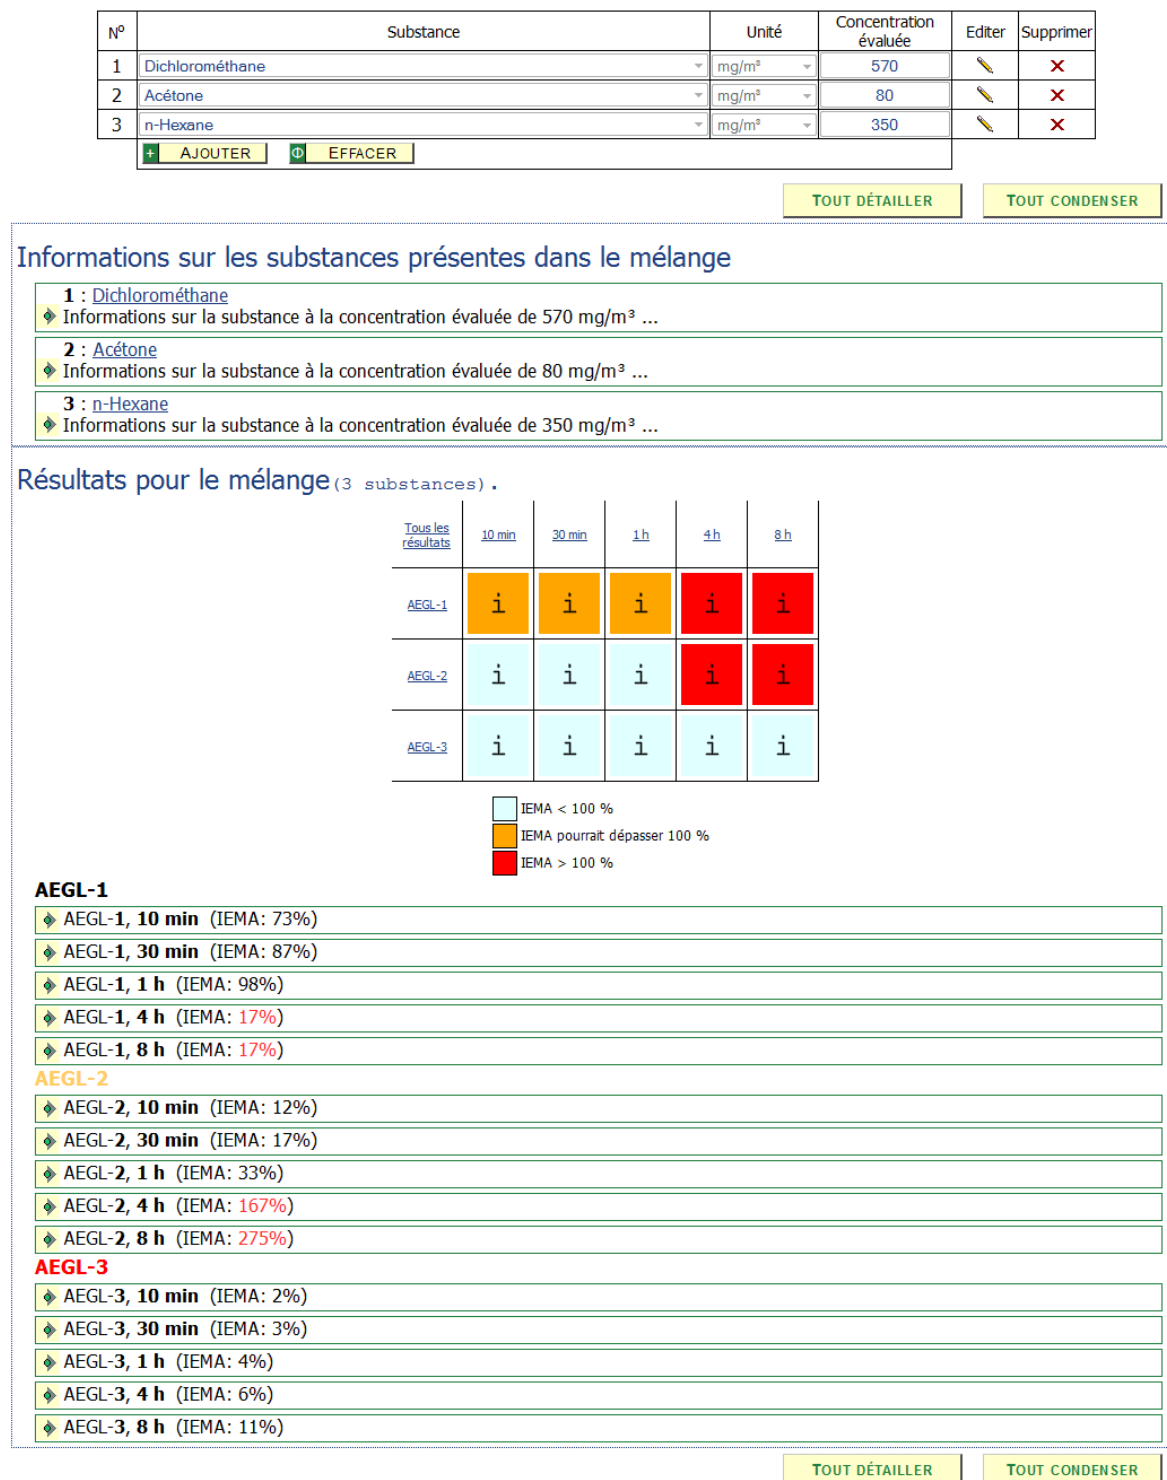 Nº Substance Unité Concentration évaluée Editer Supprimer
1 Dichlorométhane mg/m³ 570
2 Acétone mg/m³ 80
3 n-Hexane mg/m³ 350
+ AJOUTER Φ EFFACER
TOUT DÉTAILLER TOUT CONDENSER
Informations sur les substances présentes dans le mélange
1 : Dichlorométhane
Informations sur la substance à la concentration évaluée de 570 mg/m³ ...
2 : Acétone
Informations sur la substance à la concentration évaluée de 80 mg/m³ ...
3 : n-Hexane
Informations sur la substance à la concentration évaluée de 350 mg/m³ ...
Résultats pour le mélange(3 substances).
Tous les résultats 10 min 30 min 1 h 4 h 8 h
AEGL-1 i i i i i
AEGL-2 i i i i i
AEGL-3 i i i i i
IEMA < 100 %
IEMA pourrait dépasser 100 %
IEMA > 100 %
AEGL-1
AEGL-1, 10 min (IEMA: 73%)
AEGL-1, 30 min (IEMA: 87%)
AEGL-1, 1 h (IEMA: 98%)
AEGL-1, 4 h (IEMA: 17%)
AEGL-1, 8 h (IEMA: 17%)
AEGL-2
AEGL-2, 10 min (IEMA: 12%)
AEGL-2, 30 min (IEMA: 17%)
AEGL-2, 1 h (IEMA: 33%)
AEGL-2, 4 h (IEMA: 167%)
AEGL-2, 8 h (IEMA: 275%)
AEGL-3
AEGL-3, 10 min (IEMA: 2%)
AEGL-3, 30 min (IEMA: 3%)
AEGL-3, 1 h (IEMA: 4%)
AEGL-3, 4 h (IEMA: 6%)
AEGL-3, 8 h (IEMA: 11%)
TOUT DÉTAILLER TOUT CONDENSER